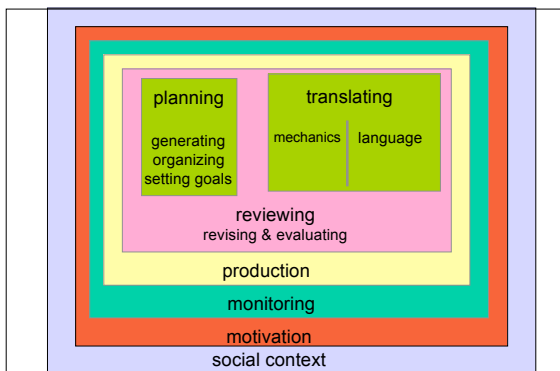 planning
generating
organizing
setting goals
translating
mechanics
language
reviewing
revising & evaluating
production
monitoring
motivation
social context